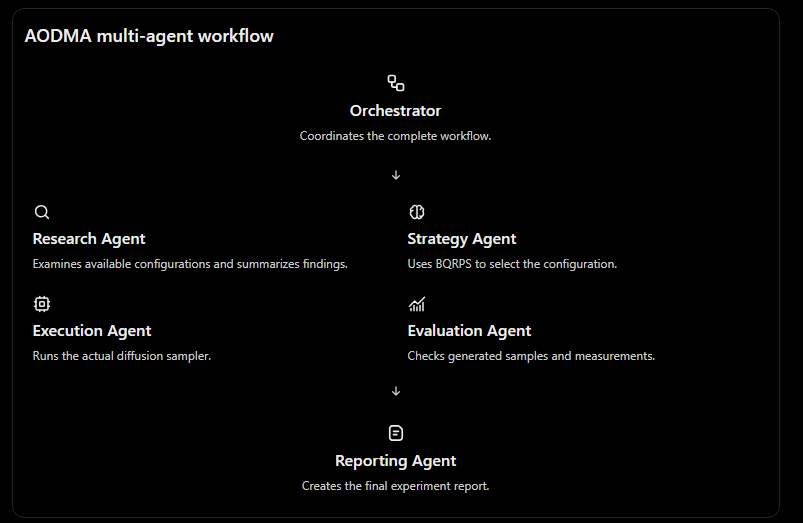 AODMA multi-agent workflow
Orchestrator
Coordinates the complete workflow.
Research Agent
Examines available configurations and summarizes findings.
Strategy Agent
Uses BQRPS to select the configuration.
Execution Agent
Runs the actual diffusion sampler.
Evaluation Agent
Checks generated samples and measurements.
Reporting Agent
Creates the final experiment report.